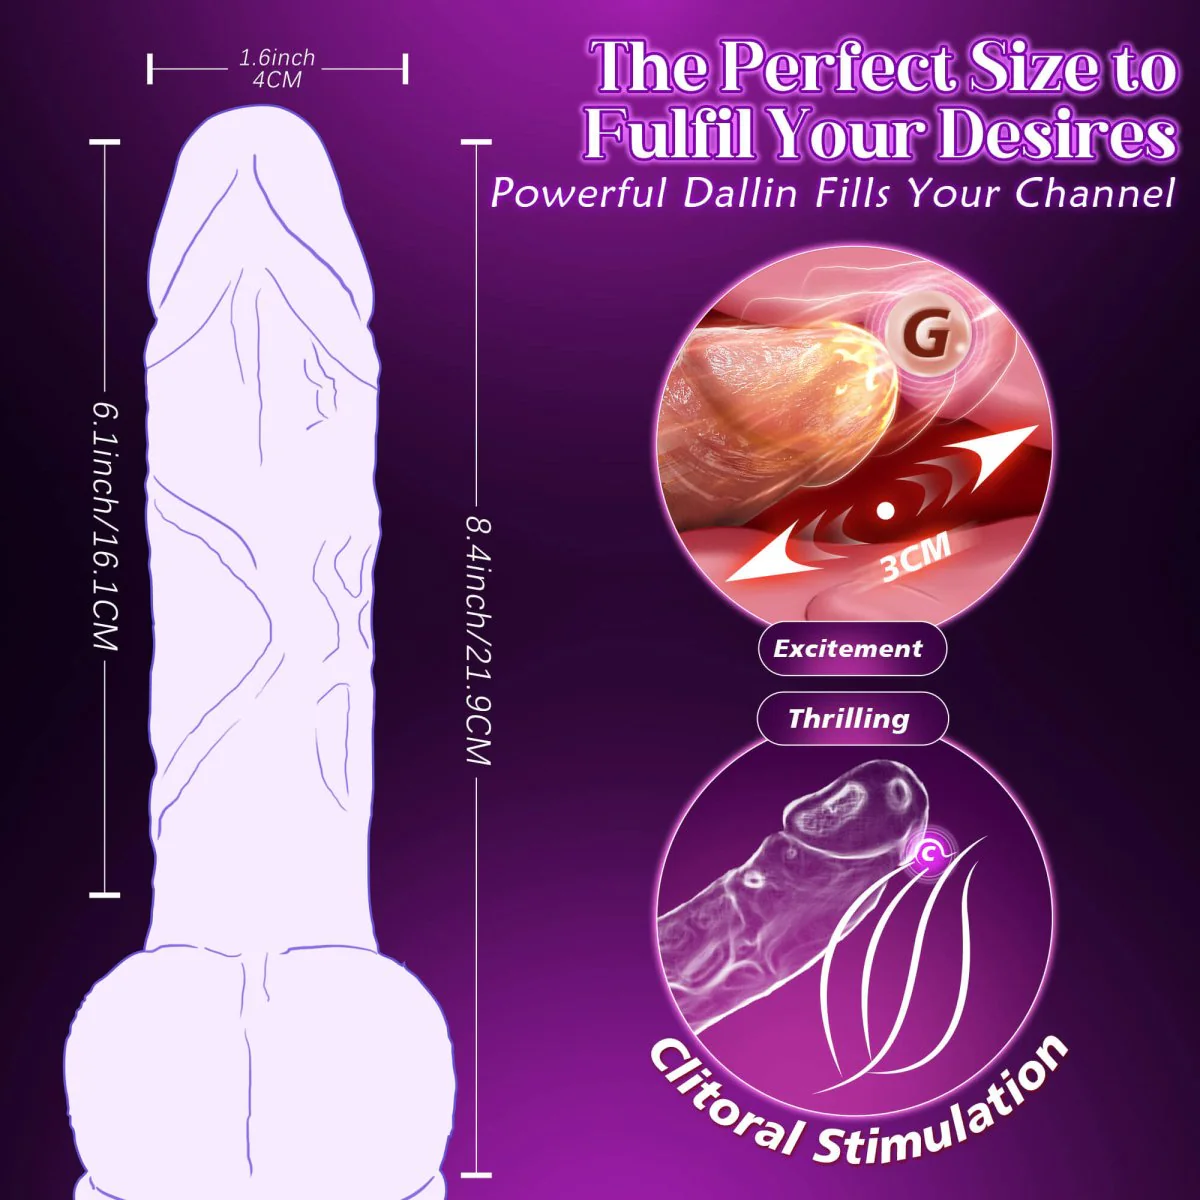 1.6inch
4CM
The Perfect Size to
Fulfil Your Desires
Powerful Dallin Fills Your Channel
6.1inch/16.1CM
8.4inch/21.9CM
G
3CM
Excitement
Thrilling
C
Clitoral Stimulation